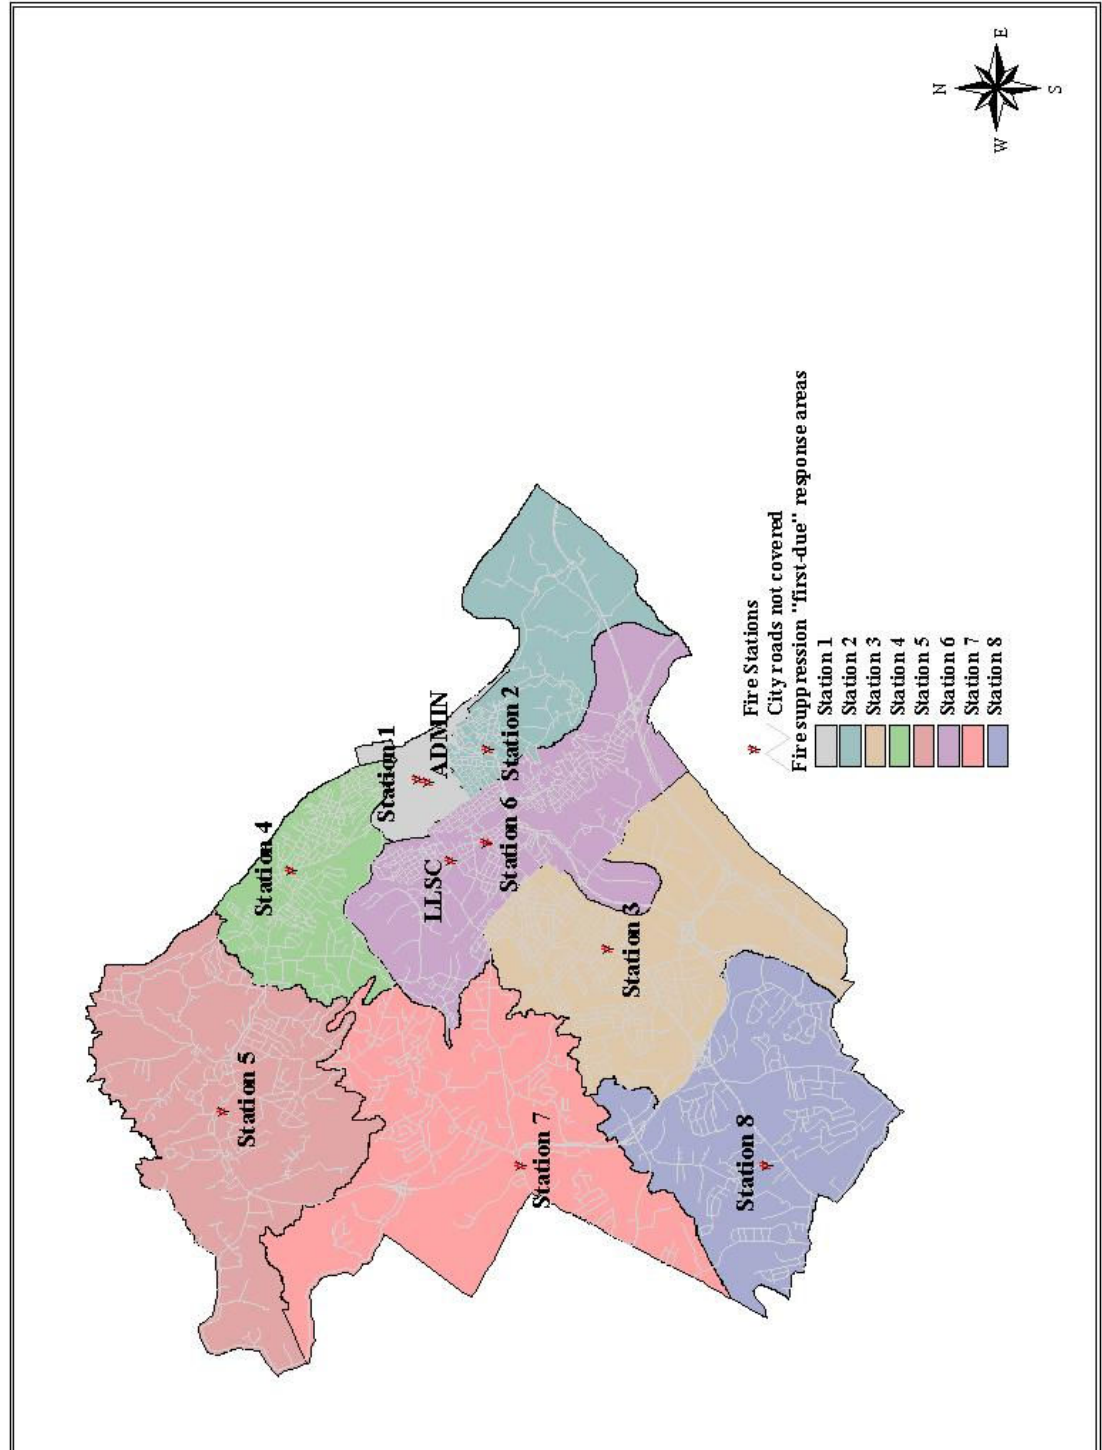 N
E
S
W
Station 4
Station 1
ADMIN
Station 5
LLSC
Station 6
Station 2
Station 3
Station 7
Station 8
Fire Stations
City roads not covered
Fire suppression "first-due" response areas
Station 1
Station 2
Station 3
Station 4
Station 5
Station 6
Station 7
Station 8